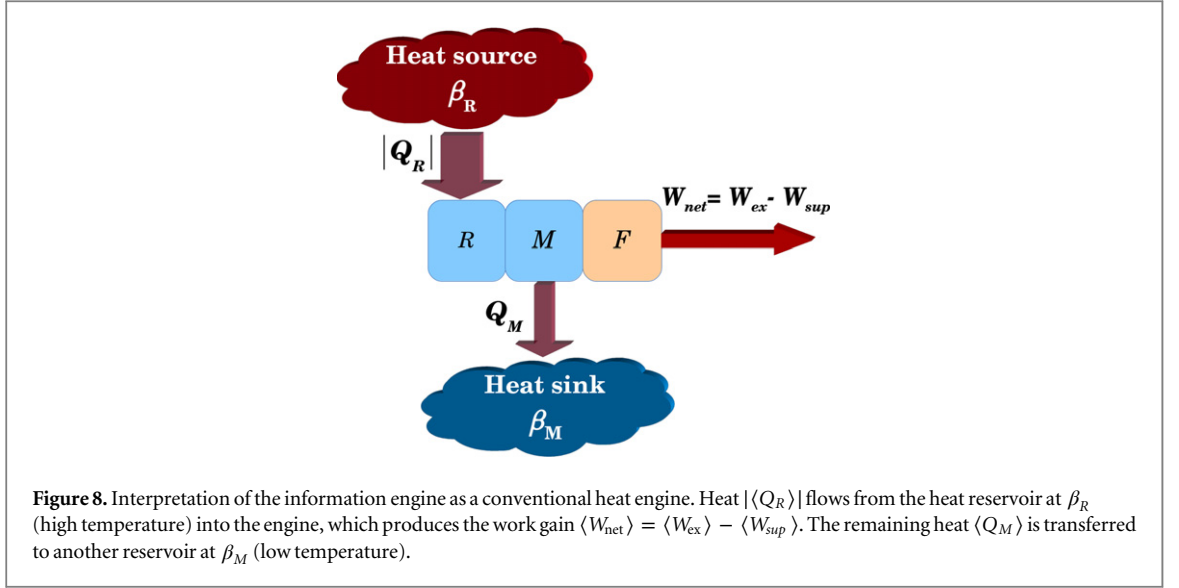 Heat source
β_R
|Q_R|
W_net= W_ex- W_sup
R M F
Q_M
Heat sink
β_M
Figure 8. Interpretation of the information engine as a conventional heat engine. Heat |⟨Q_R⟩| flows from the heat reservoir at β_R
(high temperature) into the engine, which produces the work gain ⟨W_net⟩ = ⟨W_ex⟩ − ⟨W_sup⟩. The remaining heat ⟨Q_M⟩ is transferred
to another reservoir at β_M (low temperature).